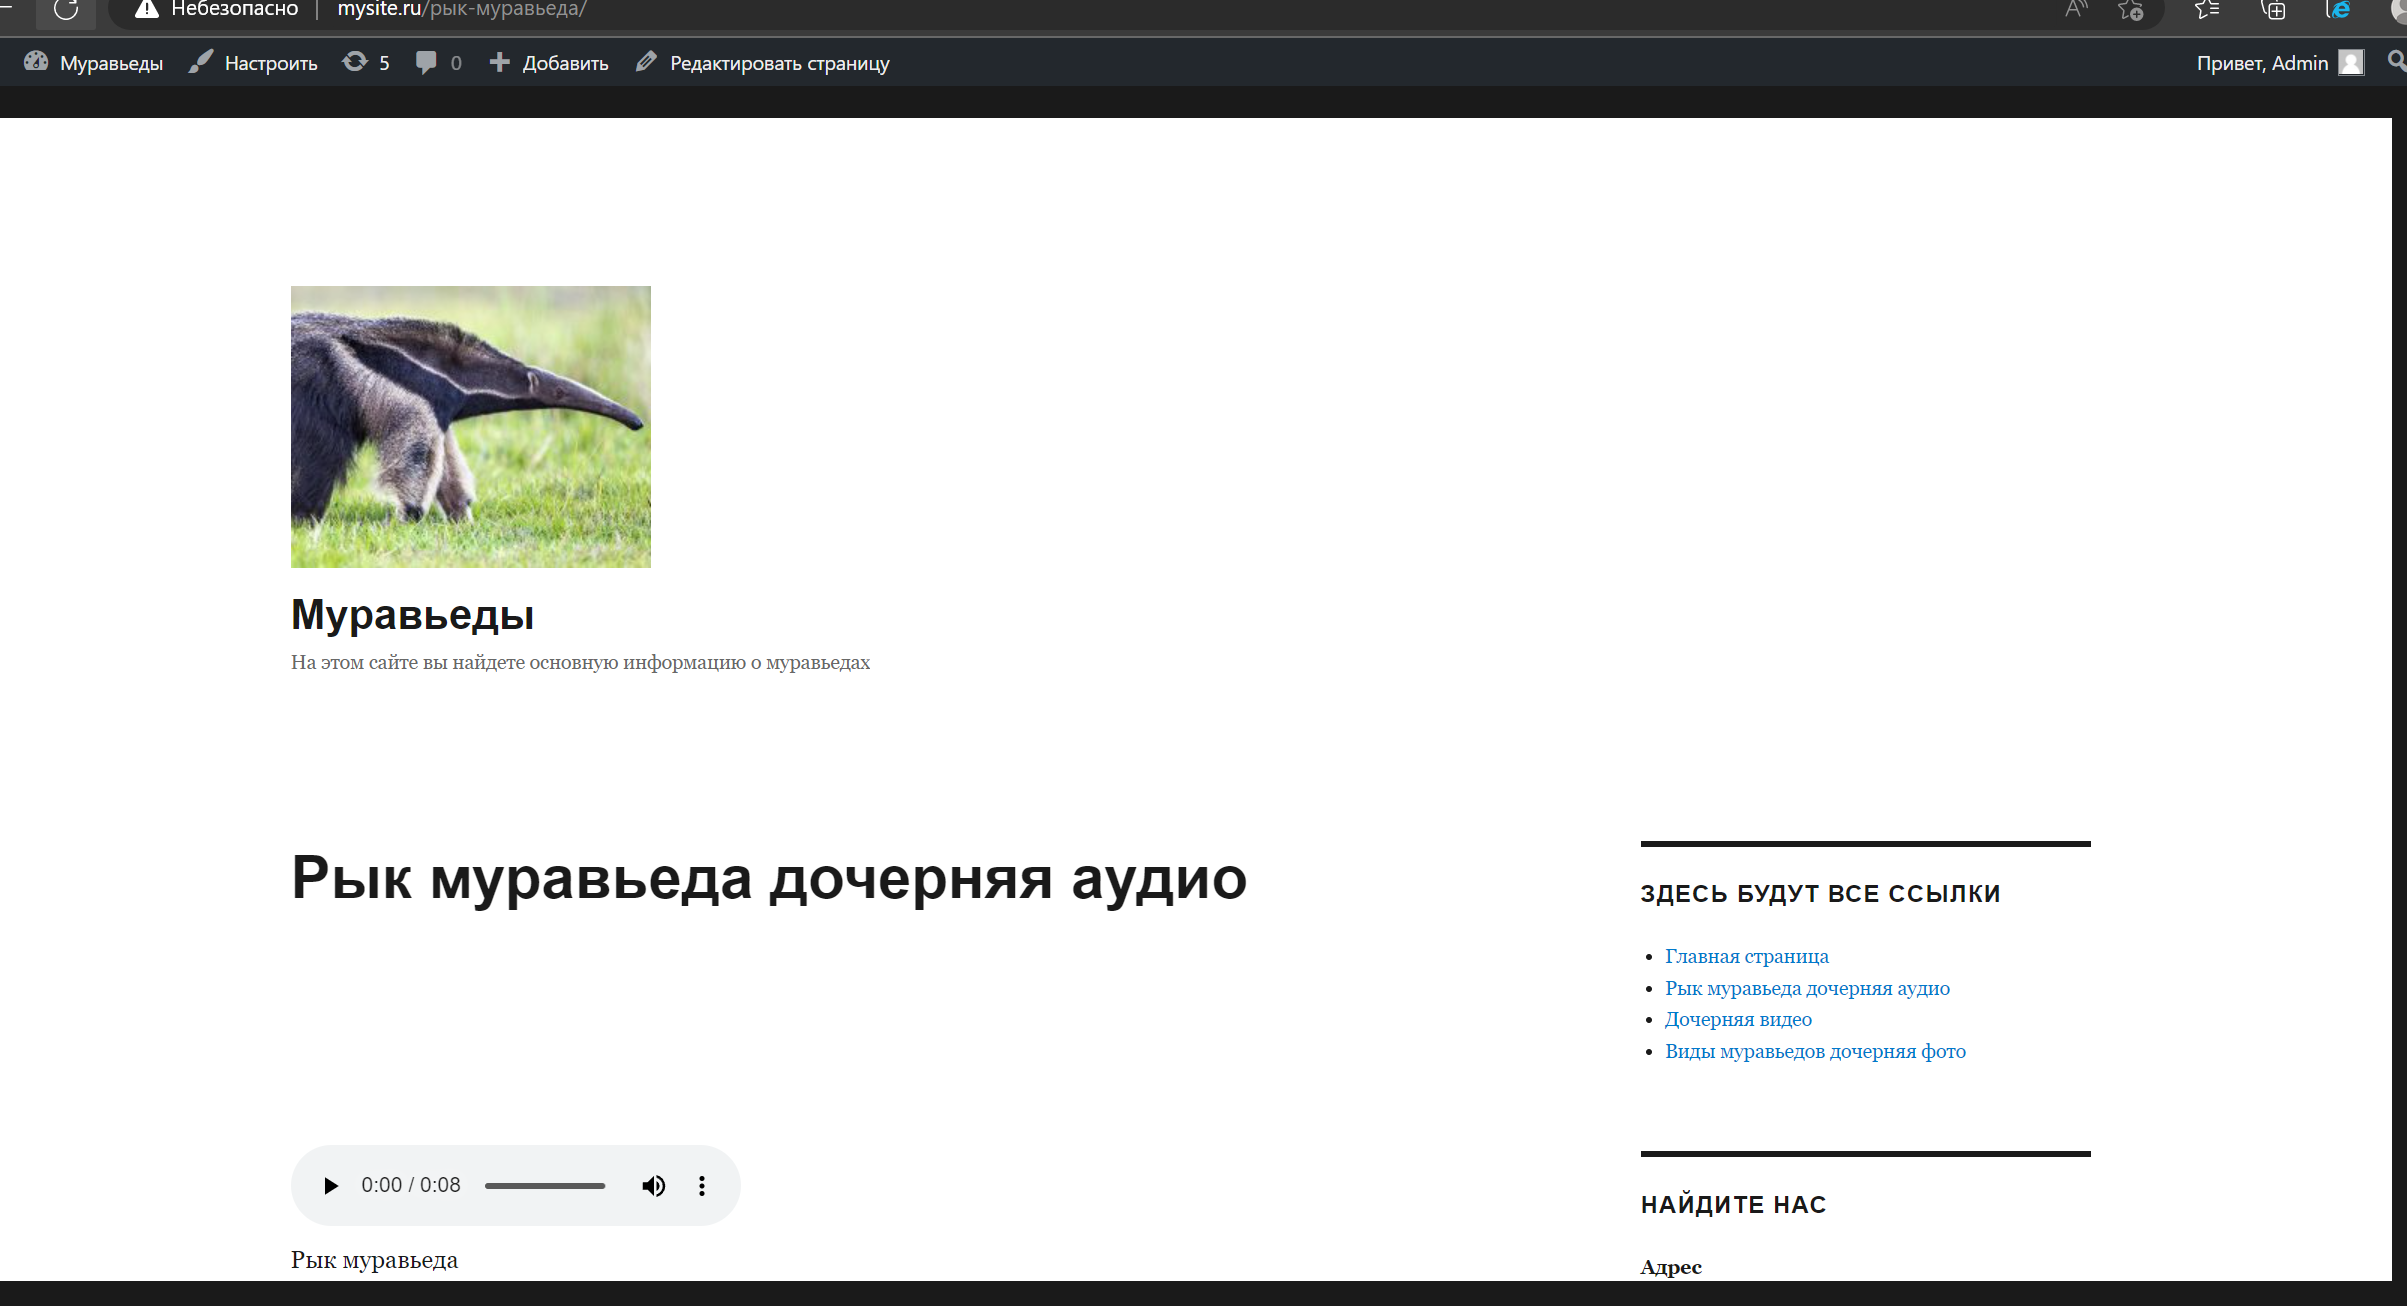 Небезопасно | mysite.ru/рык-муравьеда/
Муравьеды Настроить 5 0 Добавить Редактировать страницу Привет, Admin
Муравьеды
На этом сайте вы найдете основную информацию о муравьедах
Рык муравьеда дочерняя аудио
0:00 / 0:08
Рык муравьеда
ЗДЕСЬ БУДУТ ВСЕ ССЫЛКИ
Главная страница
Рык муравьеда дочерняя аудио
Дочерняя видео
Виды муравьедов дочерняя фото
НАЙДИТЕ НАС
Адрес